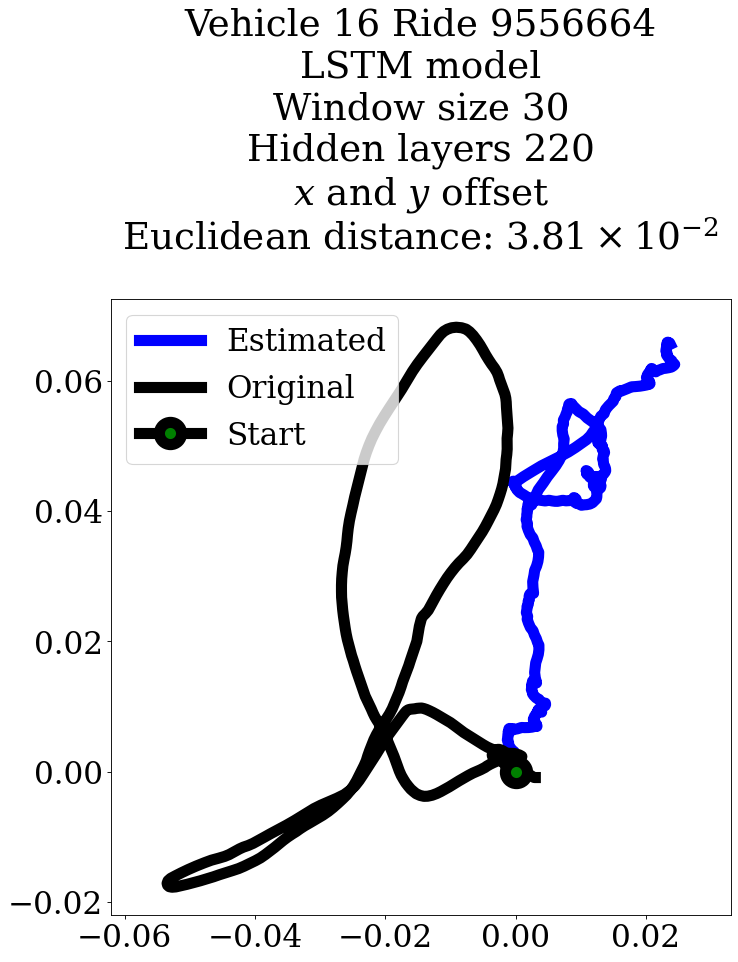 Vehicle 16 Ride 9556664
LSTM model
Window size 30
Hidden layers 220
x and y offset
Euclidean distance: 3.81 × 10⁻²
Estimated
Original
Start
0.06
0.04
0.02
0.00
−0.02
−0.06 −0.04 −0.02 0.00 0.02